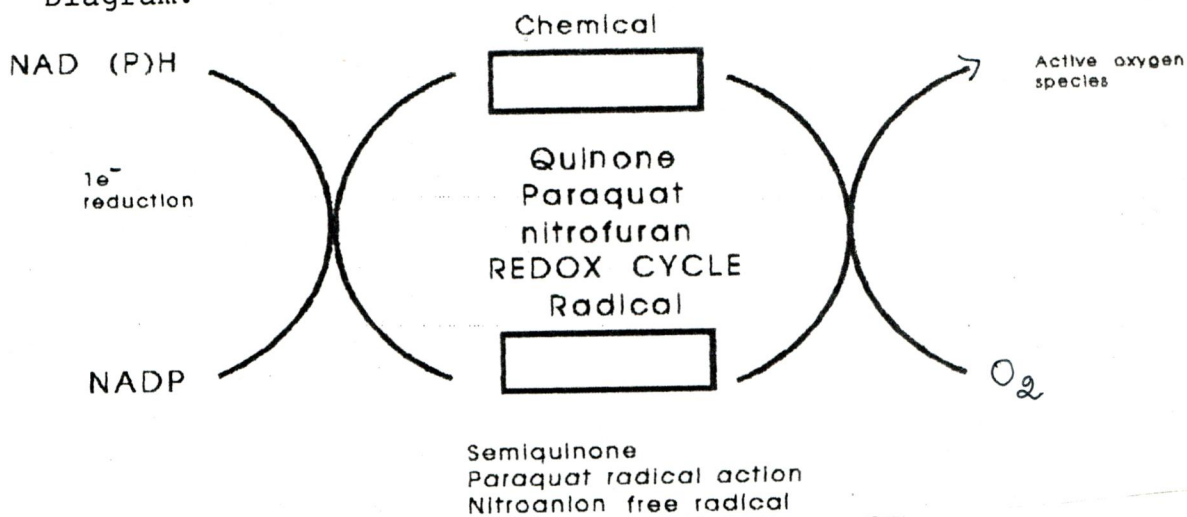 Diagram:
Chemical
NAD (P)H
Active oxygen
species
1e⁻
reduction
Quinone
Paraquat
nitrofuran
REDOX CYCLE
Radical
NADP
O₂
Semiquinone
Paraquat radical action
Nitroanion free radical